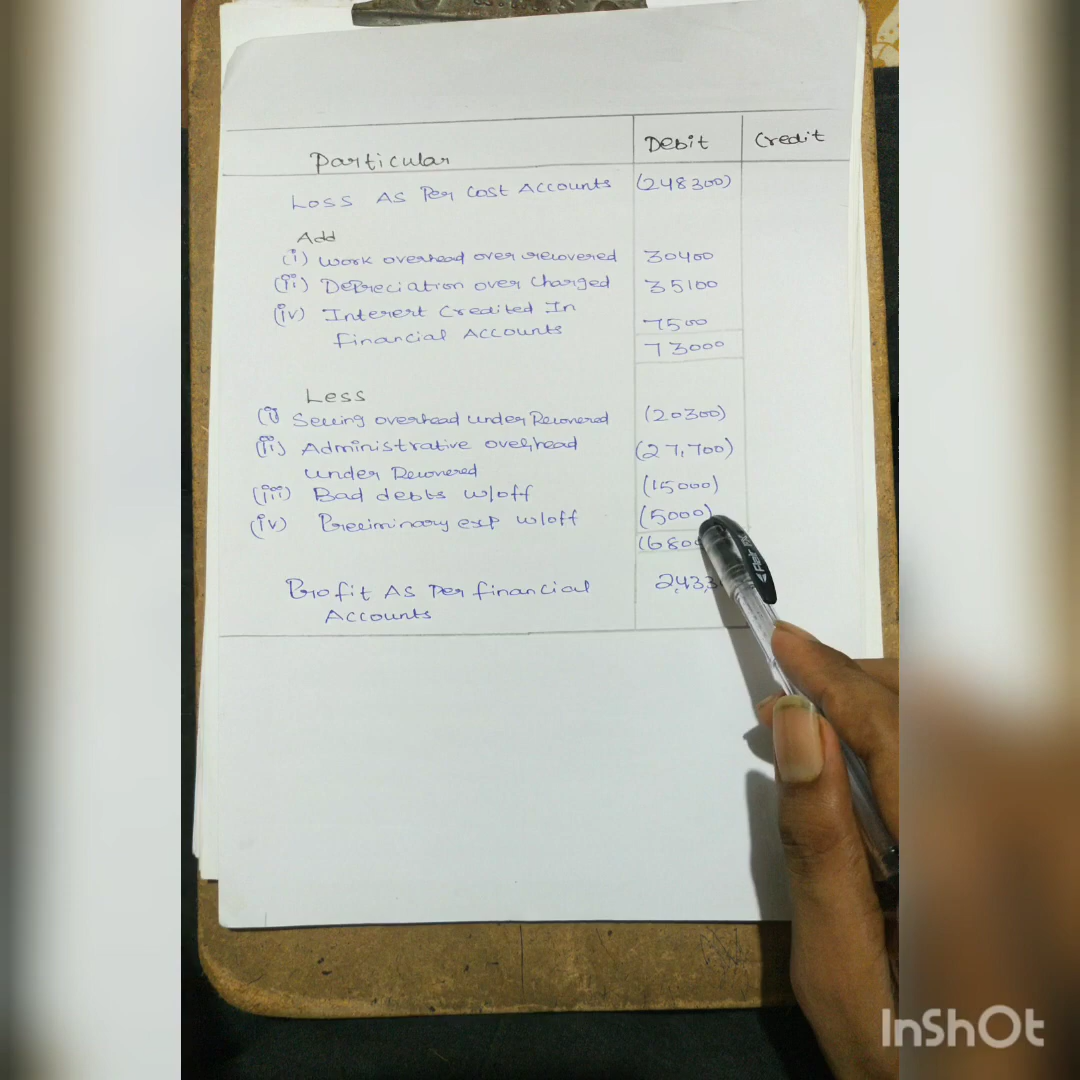 Particular Debit Credit
Loss As Per Cost Accounts (248300)
Add
(i) Work overhead over recovered 30400
(ii) Depreciation over charged 35100
(iv) Interert Credited In
Financial Accounts 7500
73000
Less
(i) Selling overhead under Recovered (20300)
(ii) Administrative overhead (27,700)
under Recovered
(iii) Bad debts w/off (15000)
(iv) Preliminary exp w/off (5000)
Profit As Per financial
Accounts
Flair
InShOt